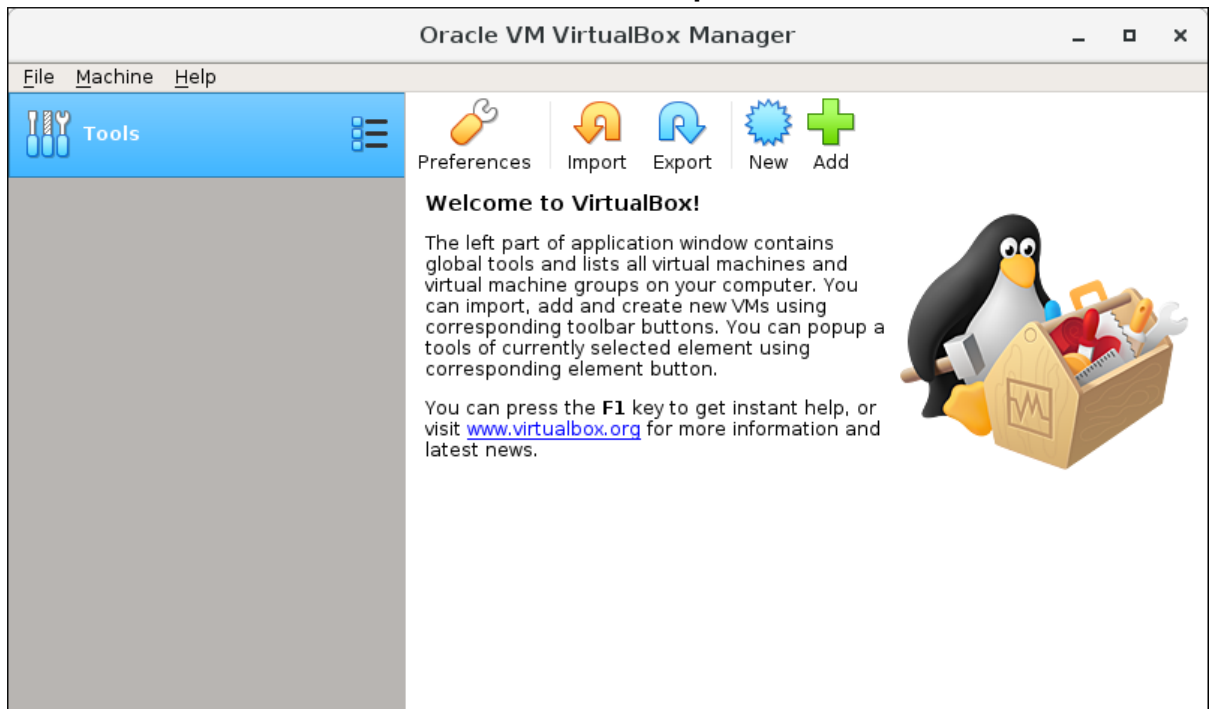 Oracle VM VirtualBox Manager
File Machine Help
Tools
Preferences Import Export New Add
Welcome to VirtualBox!
The left part of application window contains
global tools and lists all virtual machines and
virtual machine groups on your computer. You
can import, add and create new VMs using
corresponding toolbar buttons. You can popup a
tools of currently selected element using
corresponding element button.
You can press the F1 key to get instant help, or
visit www.virtualbox.org for more information and
latest news.